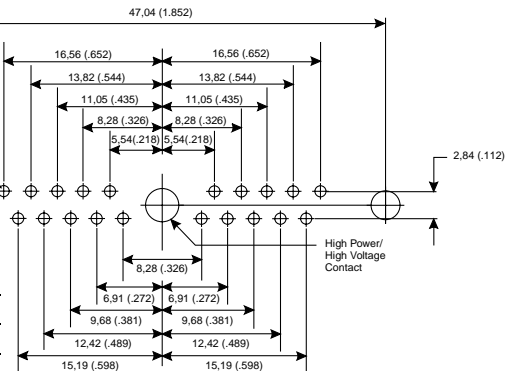 47,04 (1.852)
16,56 (.652) 16,56 (.652)
13,82 (.544) 13,82 (.544)
11,05 (.435) 11,05 (.435)
8,28 (.326) 8,28 (.326)
5,54(.218) 5,54(.218)
2,84 (.112)
High Power/
High Voltage
Contact
8,28 (.326)
6,91 (.272) 6,91 (.272)
9,68 (.381) 9,68 (.381)
12,42 (.489) 12,42 (.489)
15,19 (.598) 15,19 (.598)